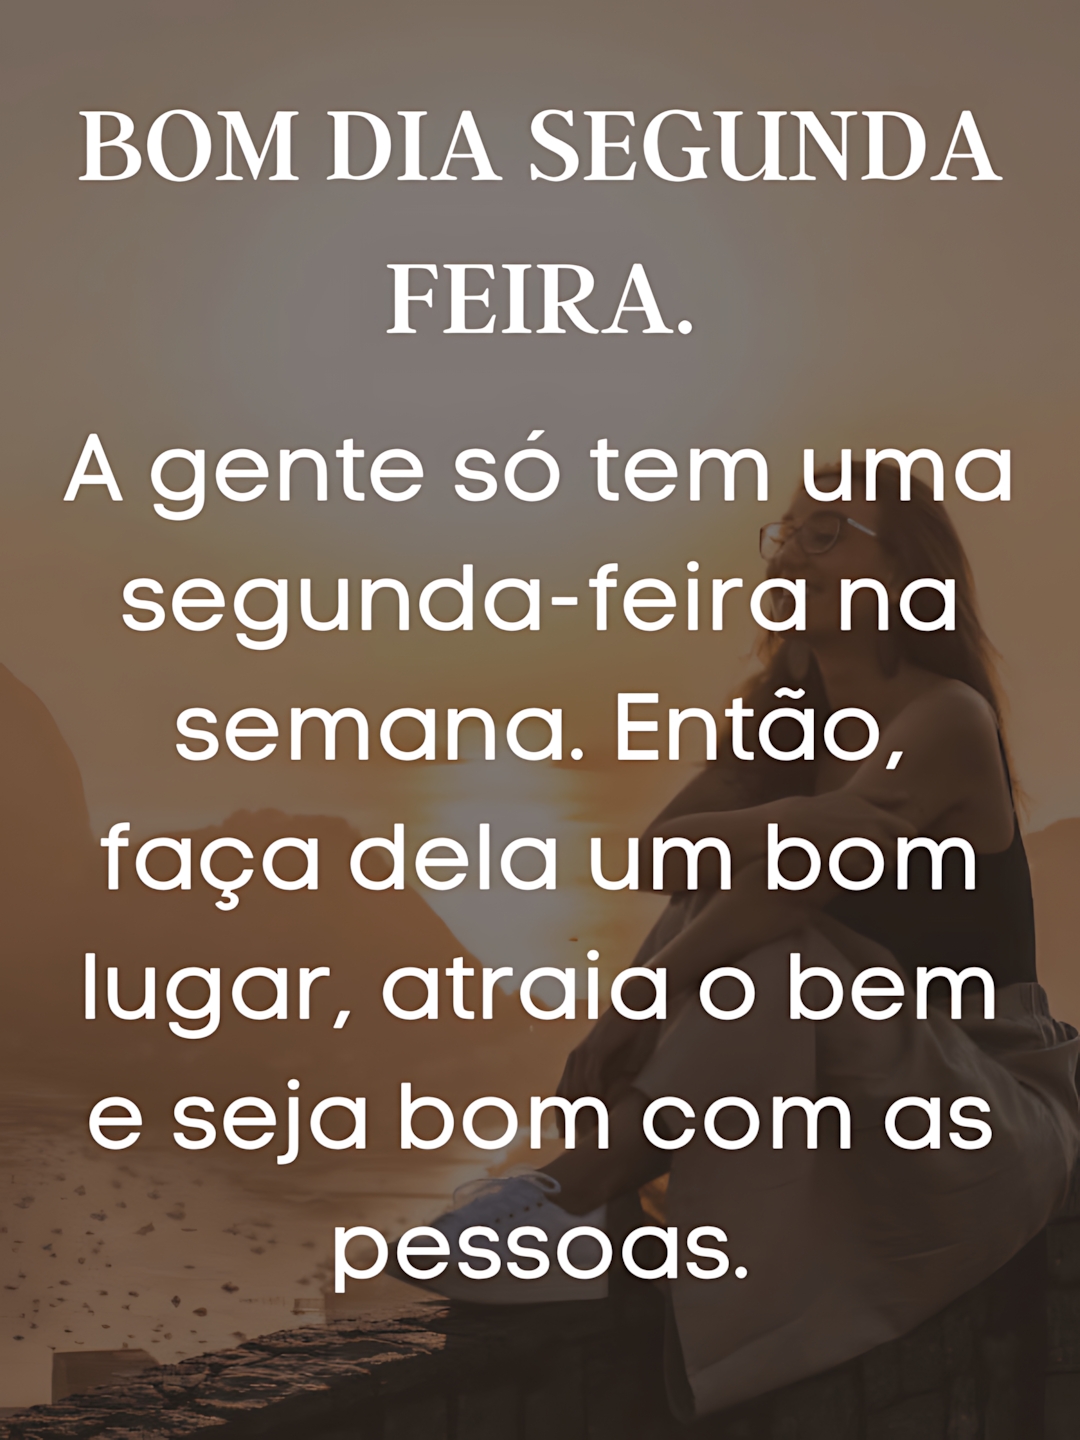 BOM DIA SEGUNDA
FEIRA.
A gente só tem uma
segunda-feira na
semana. Então,
faça dela um bom
lugar, atraia o bem
e seja bom com as
pessoas.